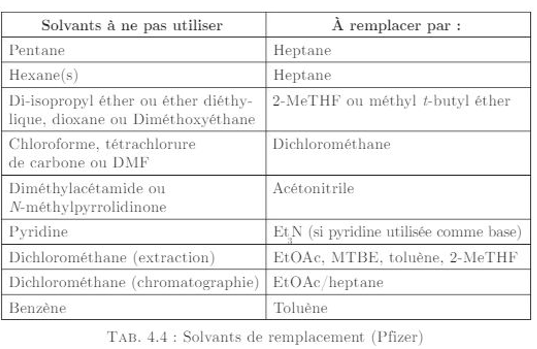 Solvants à ne pas utiliser À remplacer par :
Pentane Heptane
Hexane(s) Heptane
Di-isopropyl éther ou éther diéthy- 2-MeTHF ou méthyl t-butyl éther
lique, dioxane ou Diméthoxyéthane
Chloroforme, tétrachlorure Dichlorométhane
de carbone ou DMF
Diméthylacétamide ou Acétonitrile
N-méthylpyrrolidinone
Pyridine Et3N (si pyridine utilisée comme base)
Dichlorométhane (extraction) EtOAc, MTBE, toluène, 2-MeTHF
Dichlorométhane (chromatographie) EtOAc/heptane
Benzène Toluène
TAB. 4.4 : Solvants de remplacement (Pfizer)